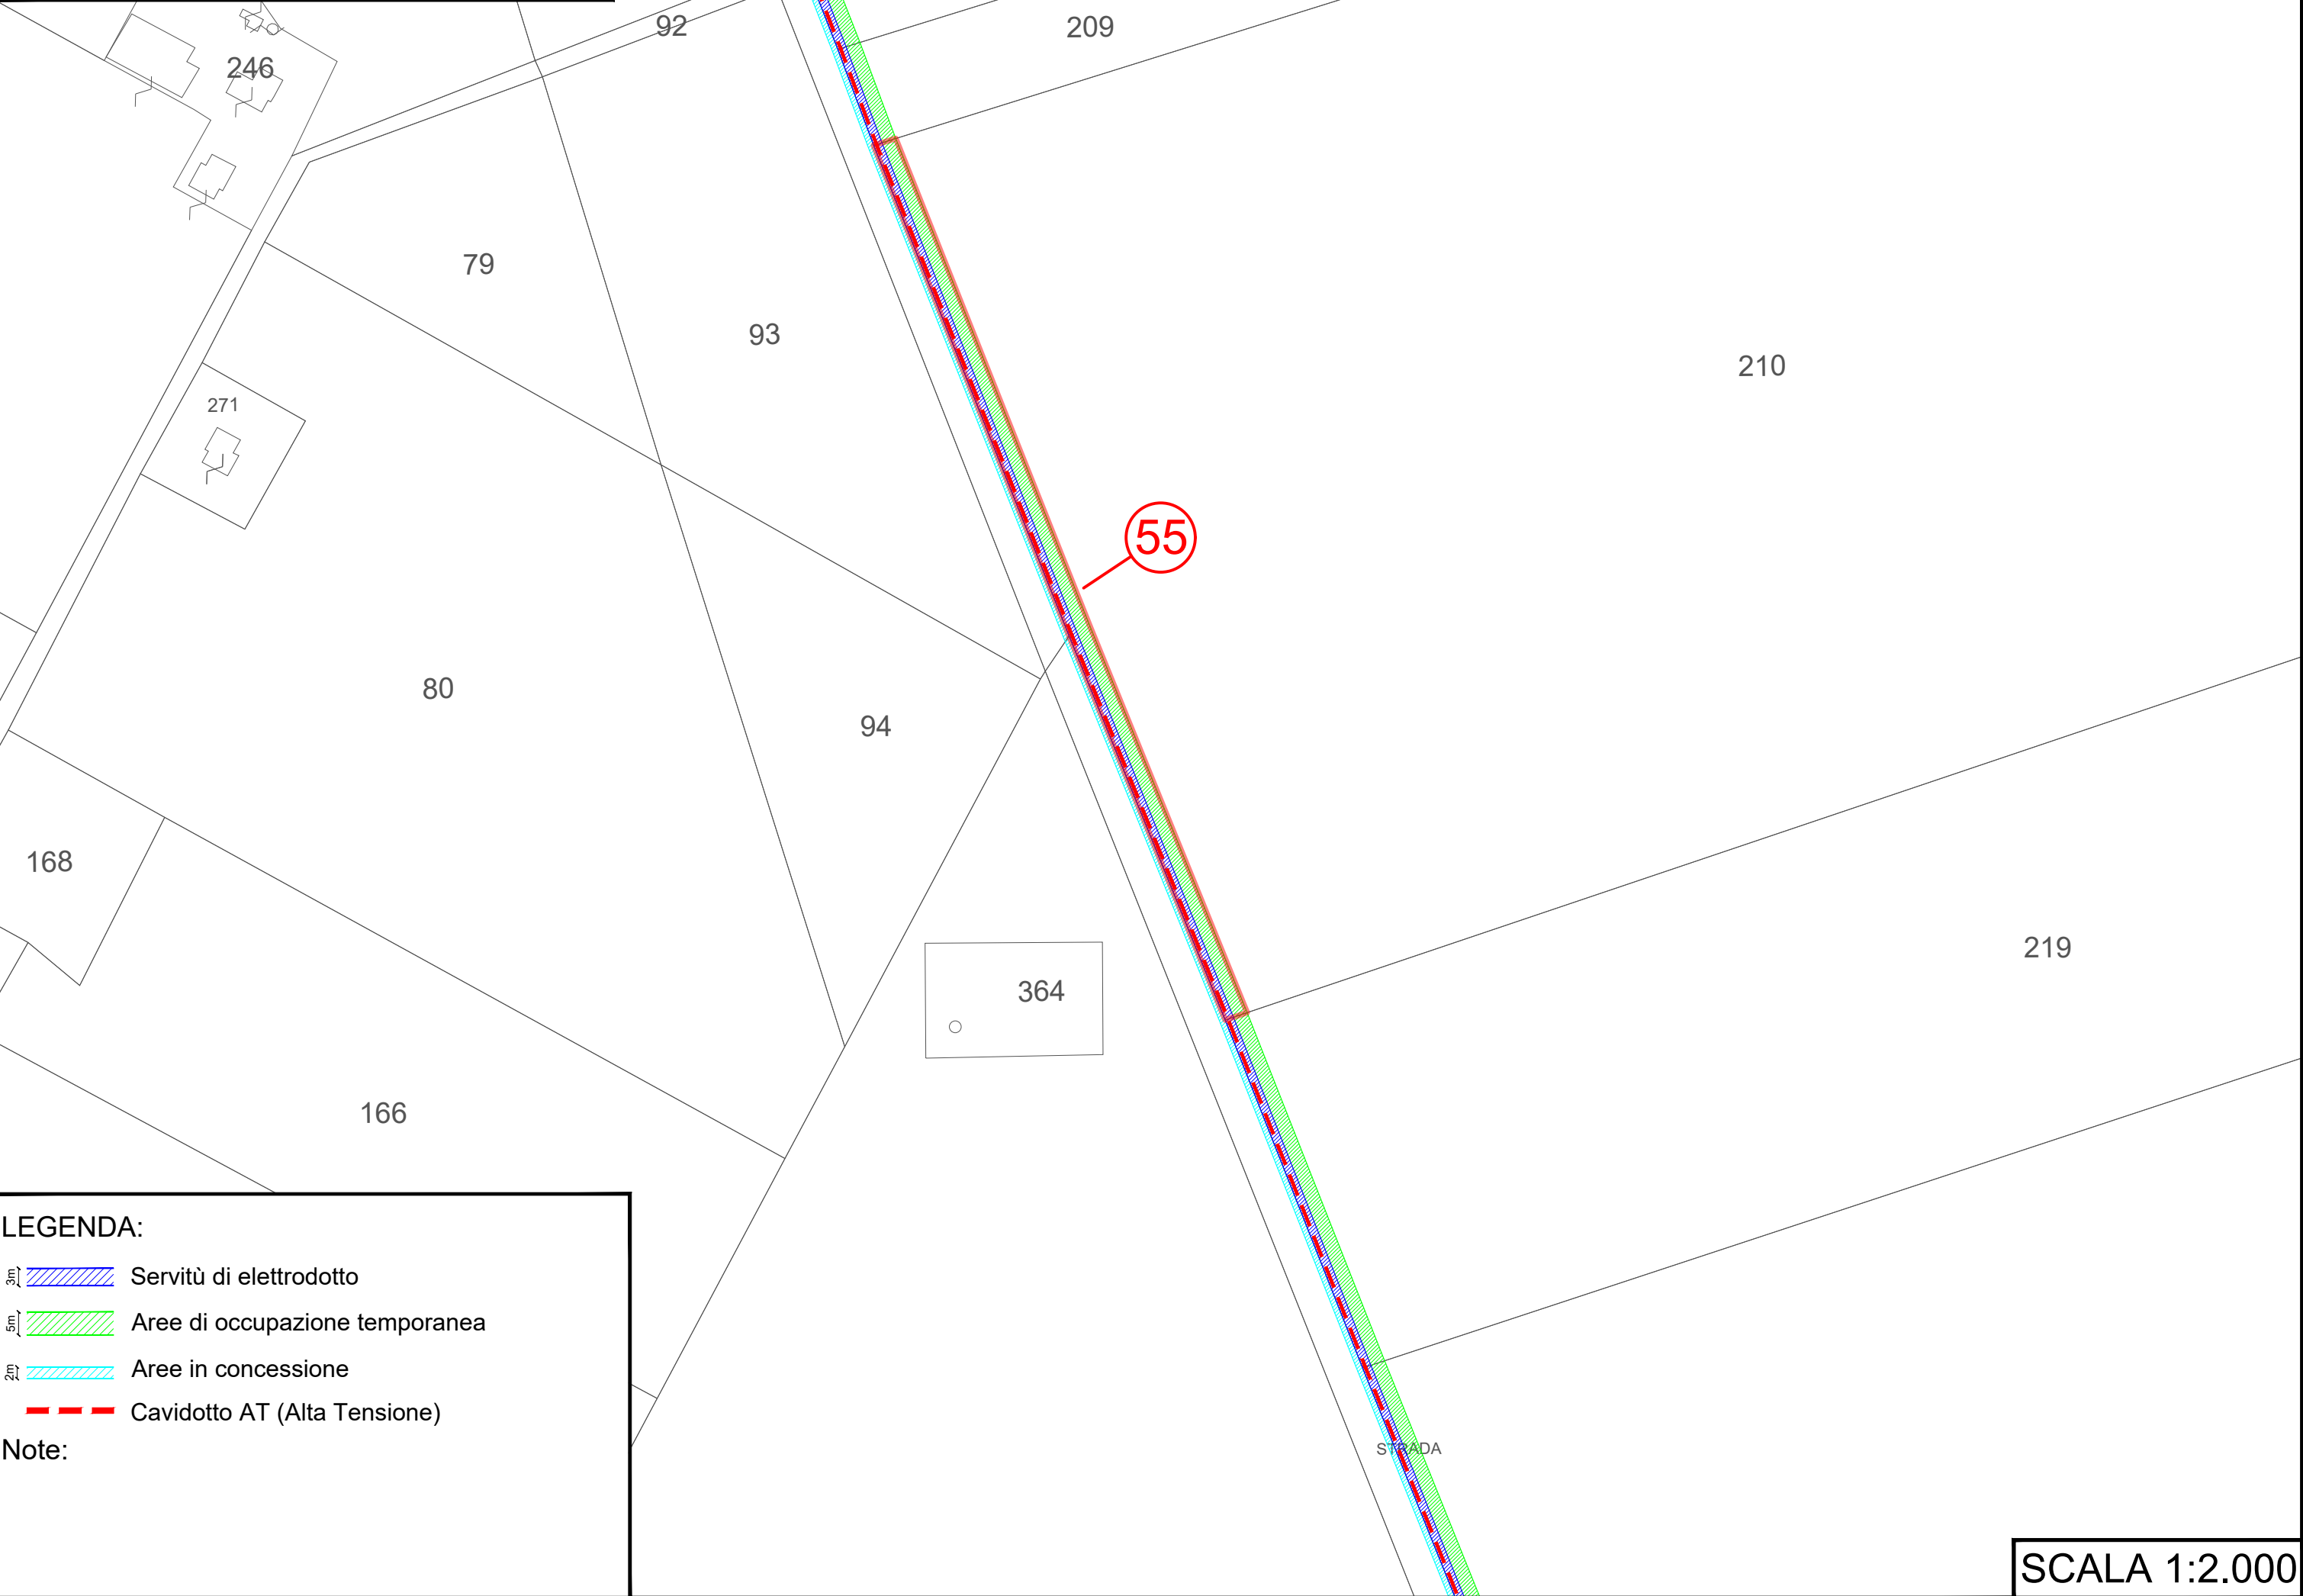 92
209
246
79
93
210
271
55
80
94
168
219
364
166
LEGENDA:
3m Servitù di elettrodotto
5m Aree di occupazione temporanea
2m Aree in concessione
Cavidotto AT (Alta Tensione)
Note:
STRADA
SCALA 1:2.000